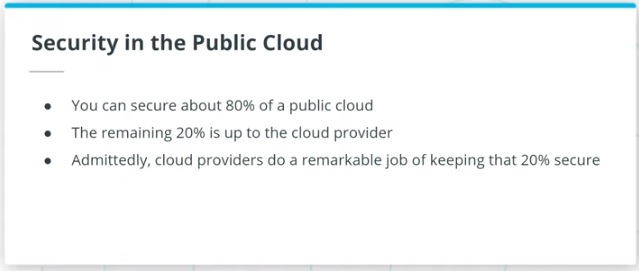 Security in the Public Cloud
● You can secure about 80% of a public cloud
● The remaining 20% is up to the cloud provider
● Admittedly, cloud providers do a remarkable job of keeping that 20% secure